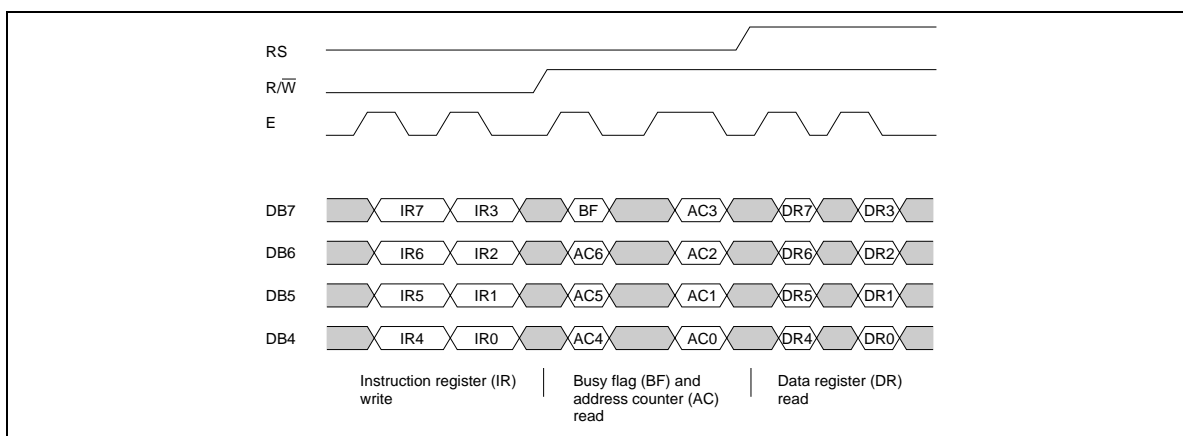 RS
R/W̅
E
DB7 IR7 IR3 BF AC3 DR7 DR3
DB6 IR6 IR2 AC6 AC2 DR6 DR2
DB5 IR5 IR1 AC5 AC1 DR5 DR1
DB4 IR4 IR0 AC4 AC0 DR4 DR0
Instruction register (IR)
write
Busy flag (BF) and
address counter (AC)
read
Data register (DR)
read